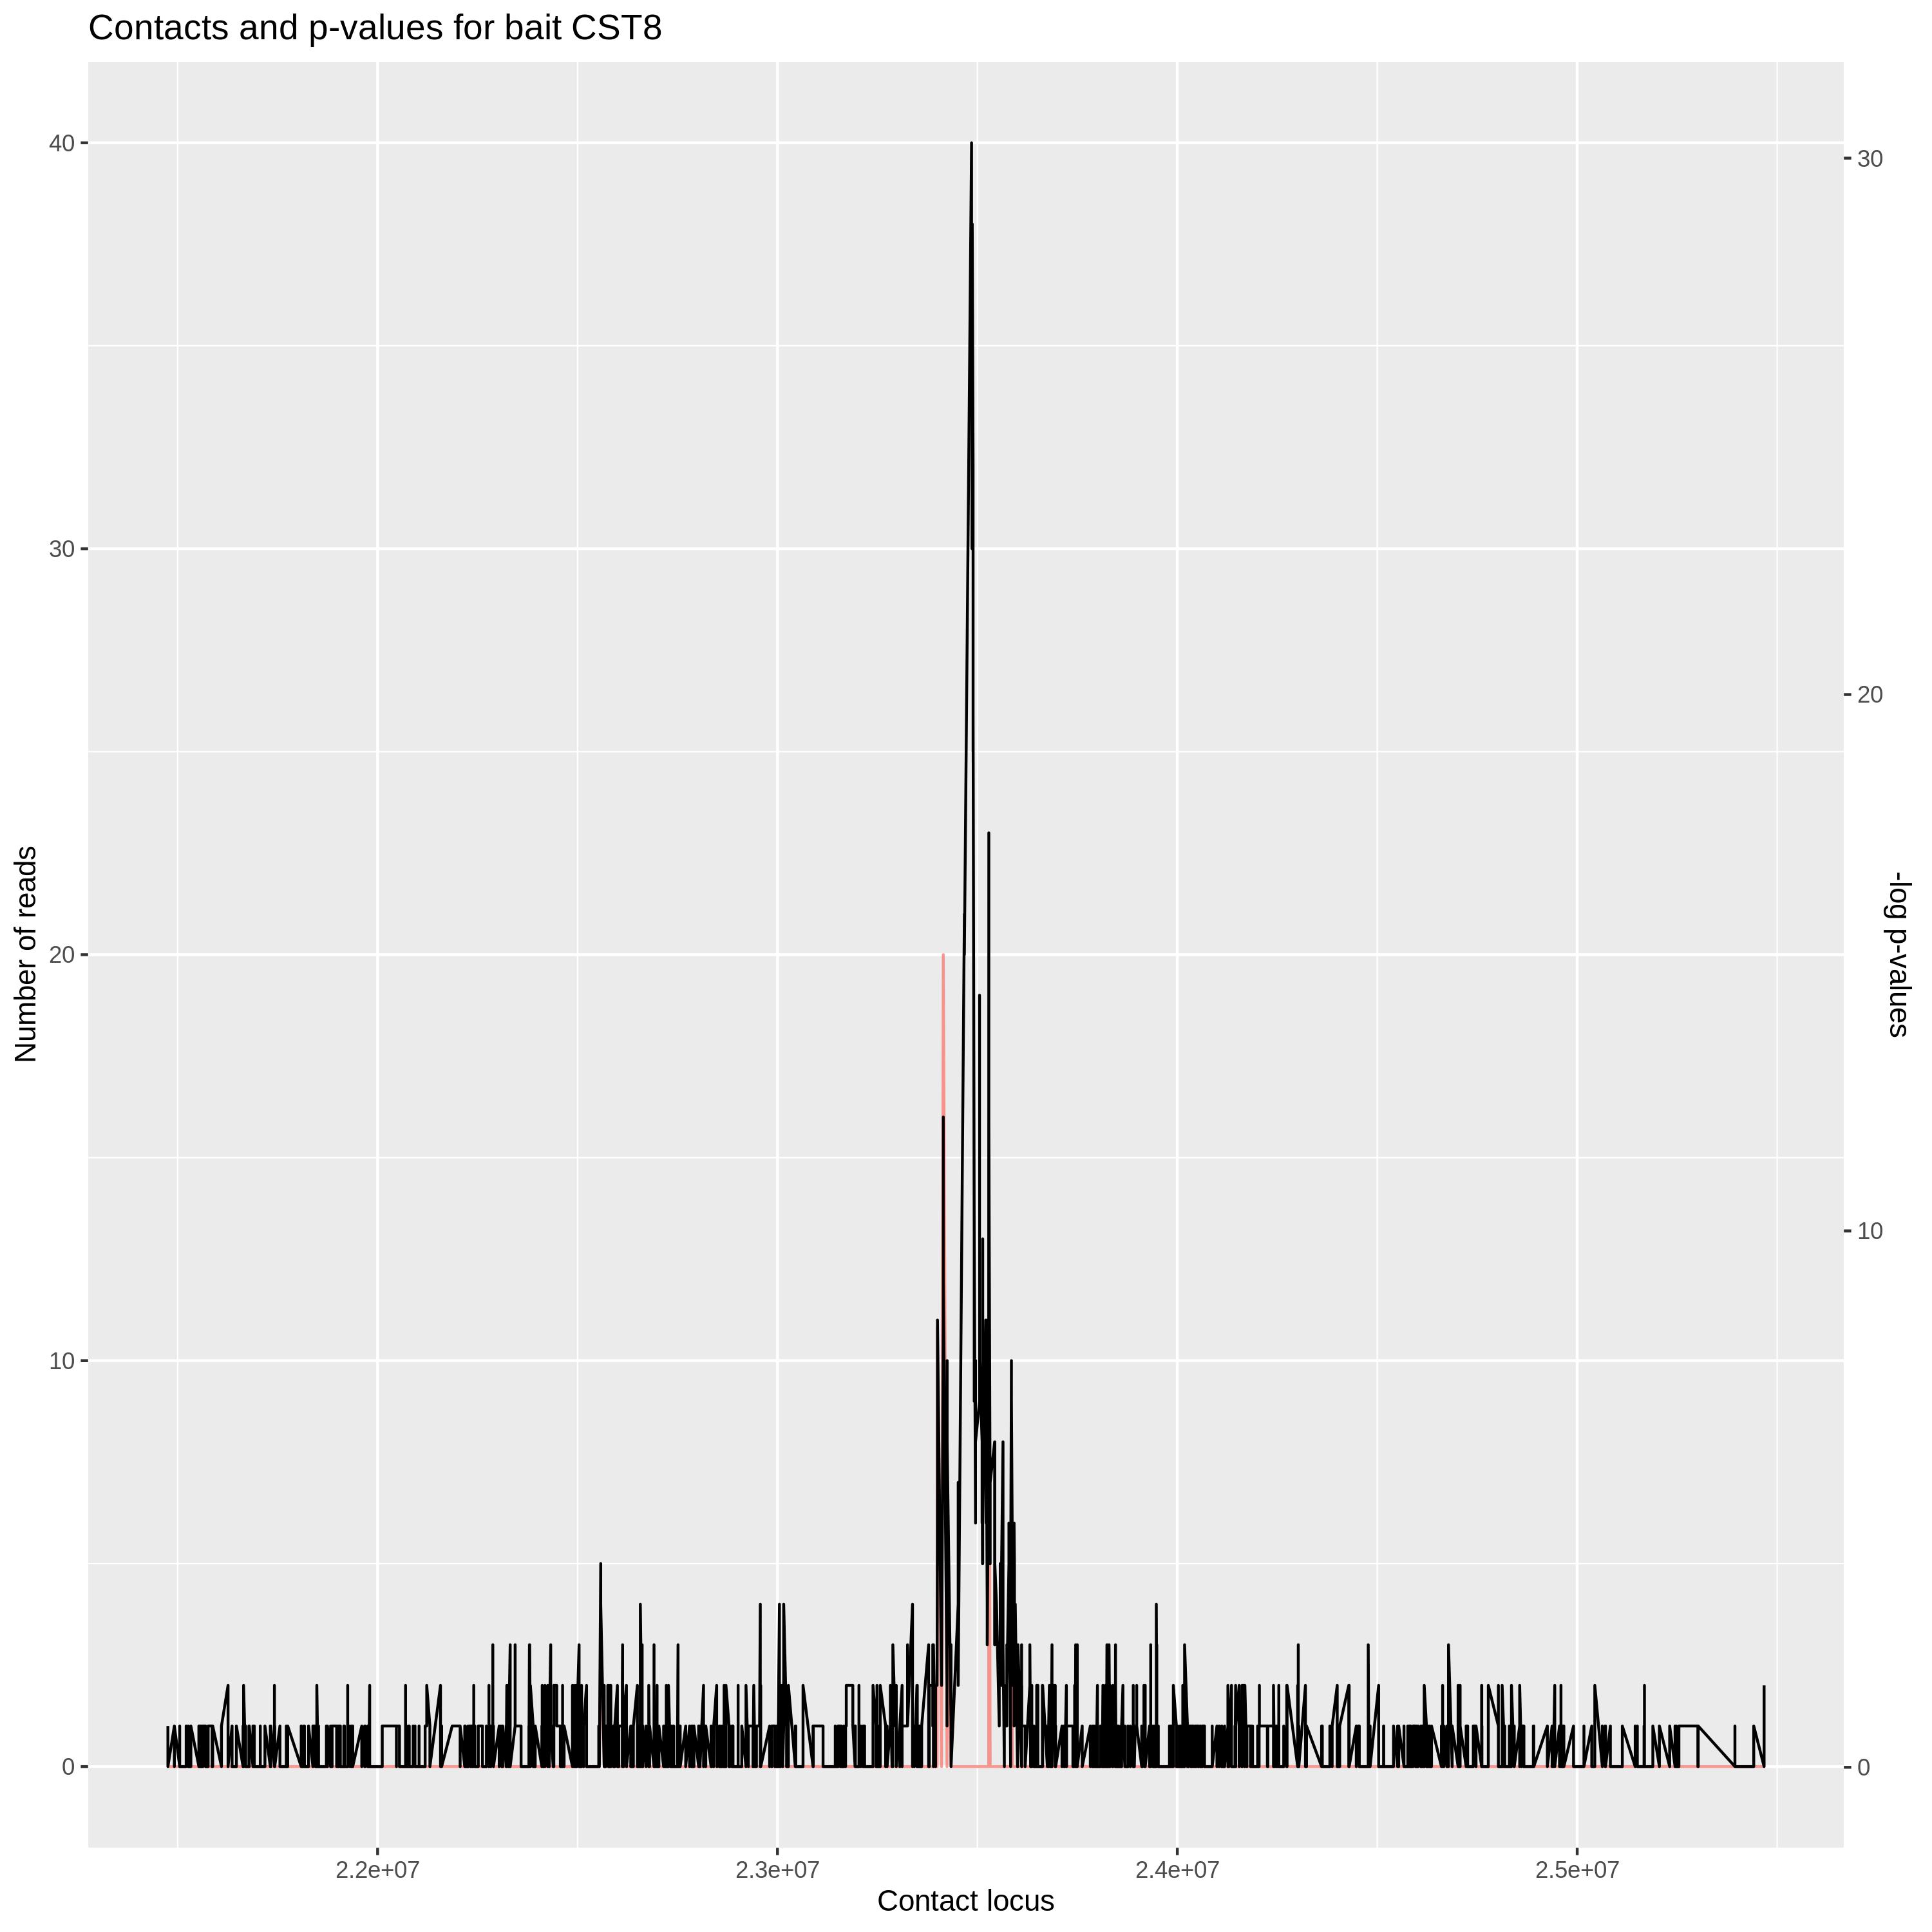 Contacts and p-values for bait CST8
40
30
20
10
0
Number of reads
30
20
10
0
-log p-values
2.2e+07 2.3e+07 2.4e+07 2.5e+07
Contact locus